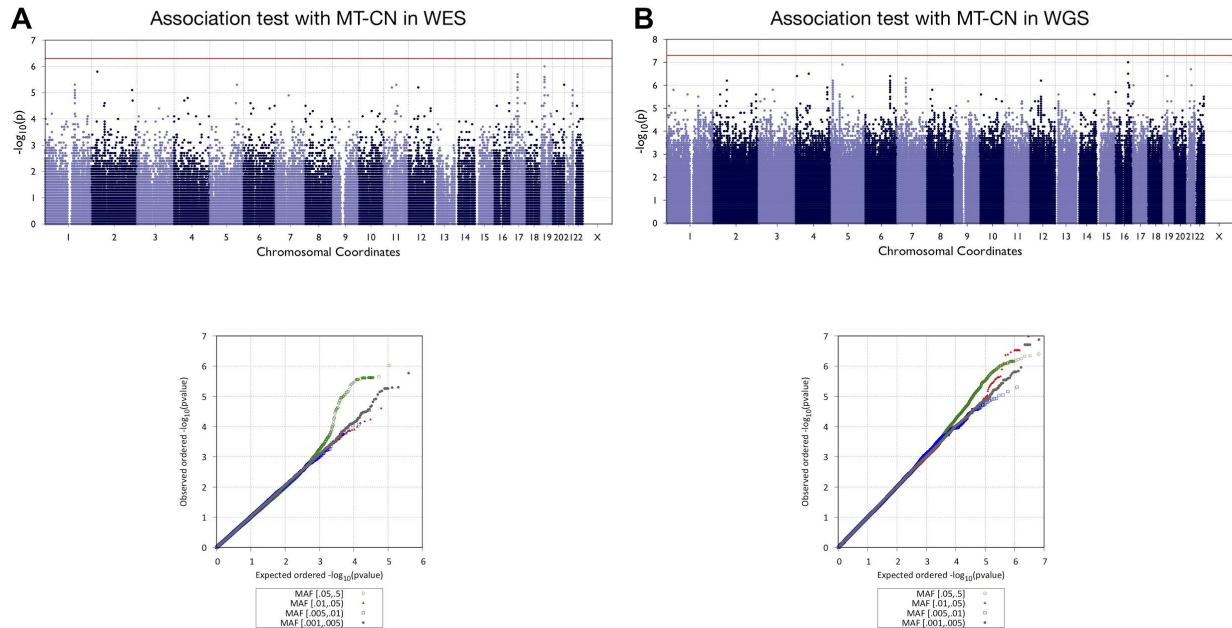 A
Association test with MT-CN in WES
7
6
5
4
3
2
1
0
-log10(p)
1 2 3 4 5 6 7 8 9 10 11 12 13 14 15 16 17 18 19 20 21 22 X
Chromosomal Coordinates
B
Association test with MT-CN in WGS
8
7
6
5
4
3
2
1
0
-log10(p)
1 2 3 4 5 6 7 8 9 10 11 12 13 14 15 16 17 18 19 20 21 22 X
Chromosomal Coordinates
7
6
5
4
3
2
1
0
Observed ordered -log10(pvalue)
0 1 2 3 4 5 6
Expected ordered -log10(pvalue)
MAF [.05,.5]
MAF [.01,.05)
MAF [.005,.01)
MAF [.001,.005)
7
6
5
4
3
2
1
0
Observed ordered -log10(pvalue)
0 1 2 3 4 5 6 7
Expected ordered -log10(pvalue)
MAF [.05,.5]
MAF [.01,.05)
MAF [.005,.01)
MAF [.001,.005)